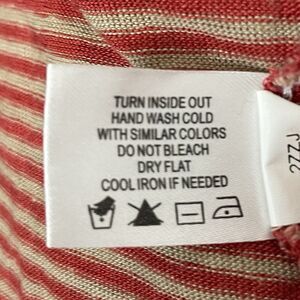 TURN INSIDE OUT
HAND WASH COLD
WITH SIMILAR COLORS
DO NOT BLEACH
DRY FLAT
COOL IRON IF NEEDED